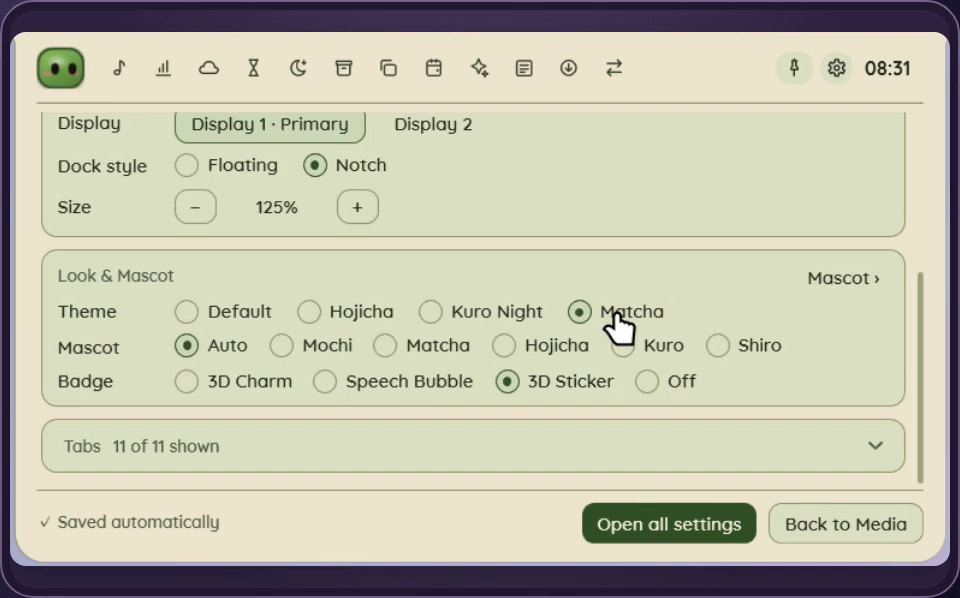 08:31
Display Display 1 · Primary Display 2
Dock style Floating Notch
Size − 125% +
Look & Mascot Mascot ›
Theme Default Hojicha Kuro Night Matcha
Mascot Auto Mochi Matcha Hojicha Kuro Shiro
Badge 3D Charm Speech Bubble 3D Sticker Off
Tabs 11 of 11 shown
✓ Saved automatically Open all settings Back to Media